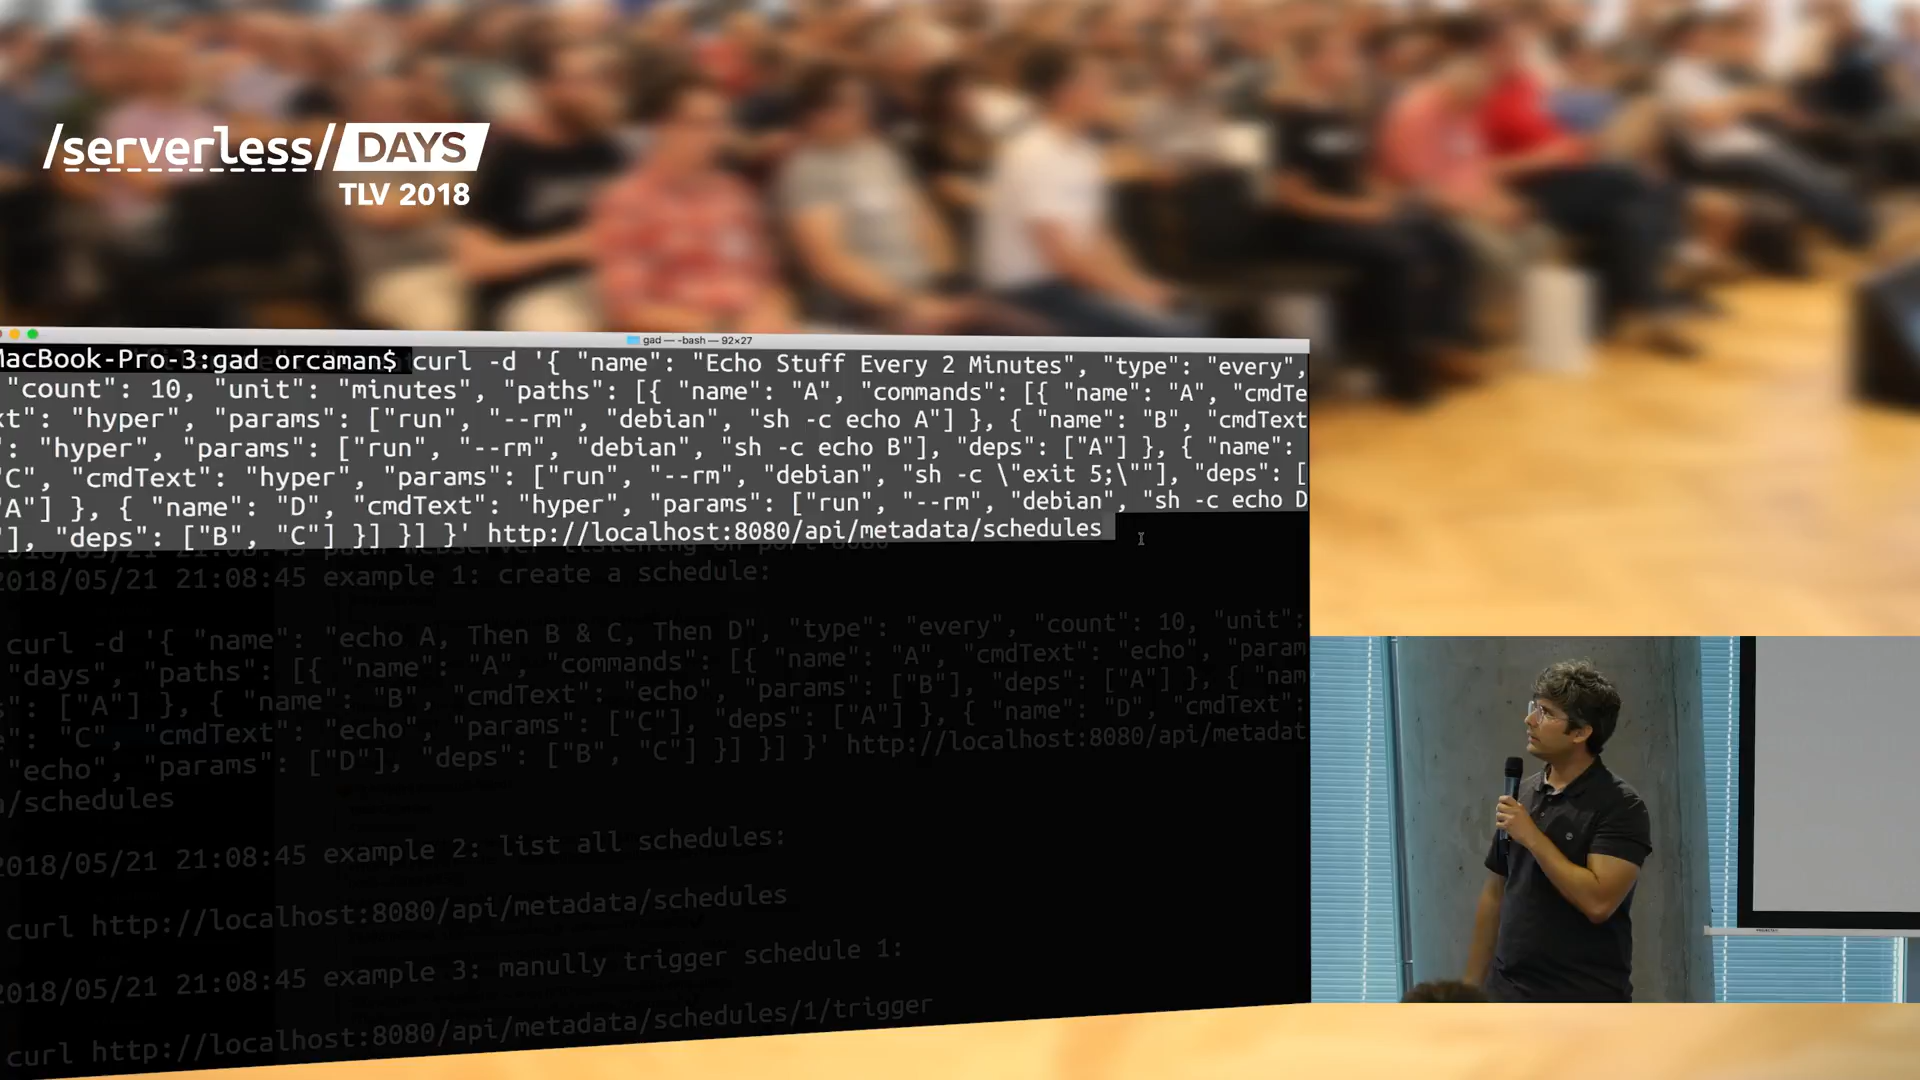 /serverless/DAYS
TLV 2018
gad — -bash — 92×27
MacBook-Pro-3:gad orcaman$ curl -d '{ "name": "Echo Stuff Every 2 Minutes", "type": "every",
"count": 10, "unit": "minutes", "paths": [{ "name": "A", "commands": [{ "name": "A", "cmdTe
xt": "hyper", "params": ["run", "--rm", "debian", "sh -c echo A"] }, { "name": "B", "cmdText
": "hyper", "params": ["run", "--rm", "debian", "sh -c echo B"], "deps": ["A"] }, { "name":
"C", "cmdText": "hyper", "params": ["run", "--rm", "debian", "sh -c \"exit 5;\""], "deps": [
"A"] }, { "name": "D", "cmdText": "hyper", "params": ["run", "--rm", "debian", "sh -c echo D
"], "deps": ["B", "C"] }] }] }' http://localhost:8080/api/metadata/schedules
2018/05/21 21:08:45 example 1: create a schedule:
curl -d '{ "name": "echo A, Then B & C, Then D", "type": "every", "count": 10, "unit":
"days", "paths": [{ "name": "A", "commands": [{ "name": "A", "cmdText": "echo", "param
s": ["A"] }, { "name": "B", "cmdText": "echo", "params": ["B"], "deps": ["A"] }, { "nam
e": "C", "cmdText": "echo", "params": ["C"], "deps": ["A"] }, { "name": "D", "cmdText":
"echo", "params": ["D"], "deps": ["B", "C"] }] }] }' http://localhost:8080/api/metadat
a/schedules
2018/05/21 21:08:45 example 2: list all schedules:
curl http://localhost:8080/api/metadata/schedules
2018/05/21 21:08:45 example 3: manully trigger schedule 1:
curl http://localhost:8080/api/metadata/schedules/1/trigger